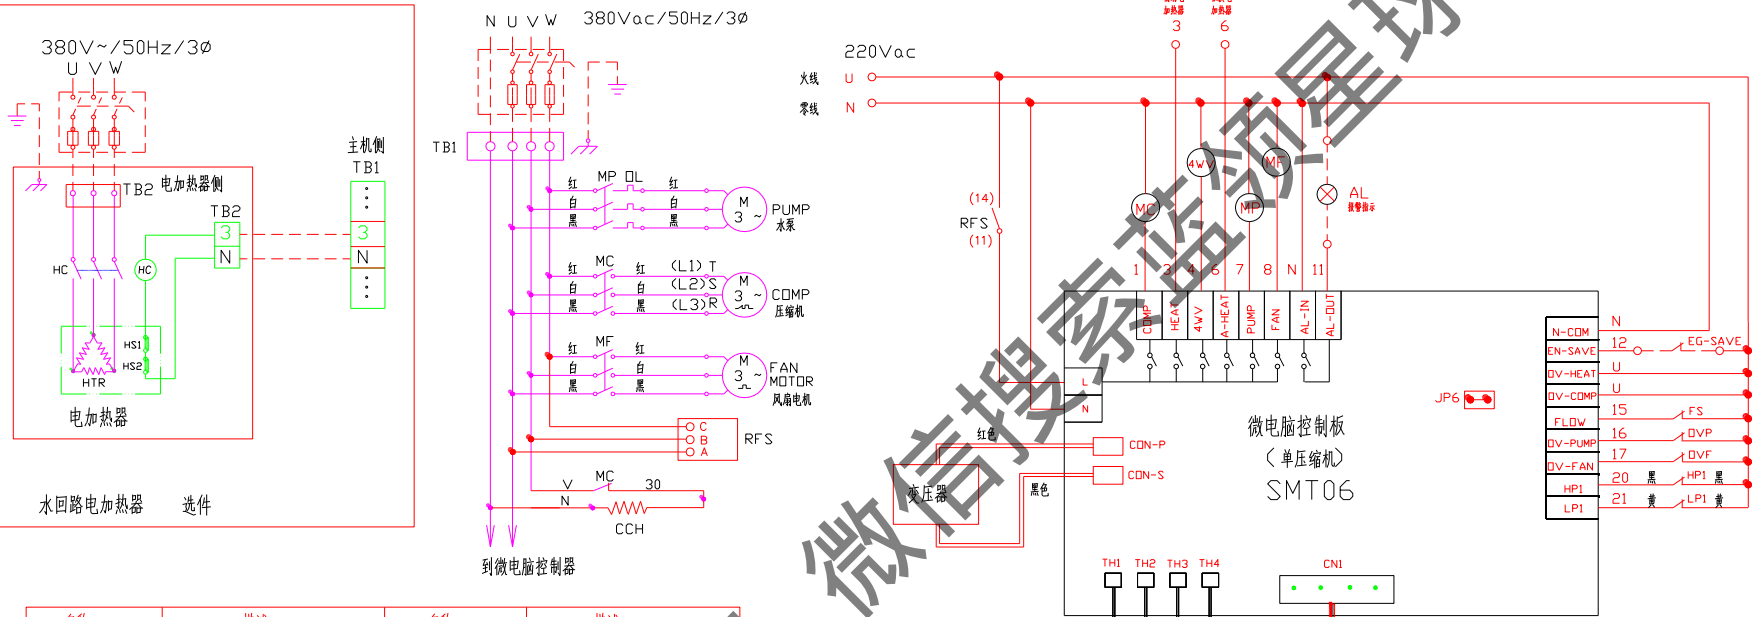 380V~/50Hz/3Ø
U V W
TB2
电加热器侧
TB2
3
N
HC
HC
HS1
HS2
HTR
电加热器
水回路电加热器 选件
主机侧
TB1
3
N
N U V W 380Vac/50Hz/3Ø
TB1
红 MP OL 红
白 白
黑 黑
M
3 ~
PUMP
水泵
红 MC 红 (L1) T
白 白 (L2) S
黑 黑 (L3) R
M
3 ~
COMP
压缩机
红 MF 红
白 白
黑 黑
M
3 ~
FAN
MOTOR
风扇电机
C
B
A
RFS
V MC 30
N
CCH
到微电脑控制器
加热器
加热器
3 6
220Vac
火线 U
零线 N
(14)
RFS
(11)
MC
4WV
MP
MF
AL
报警指示
1 3 4 6 7 8 N 11
COMP
HEAT
4WV
A-HEAT
PUMP
FAN
AL-IN
AL-OUT
L
N
红色
CON-P
CON-S
黑色
变压器
微电脑控制板
(单压缩机)
SMT06
JP6
N-COM N
EN-SAVE 12 EG-SAVE
OV-HEAT U
OV-COMP U
FLOW 15 FS
OV-PUMP 16 OVP
OV-FAN 17 OVF
HP1 20 黑 HP1 黑
LP1 21 黄 LP1 黄
TH1 TH2 TH3 TH4
CN1
微信搜索蓝领星球